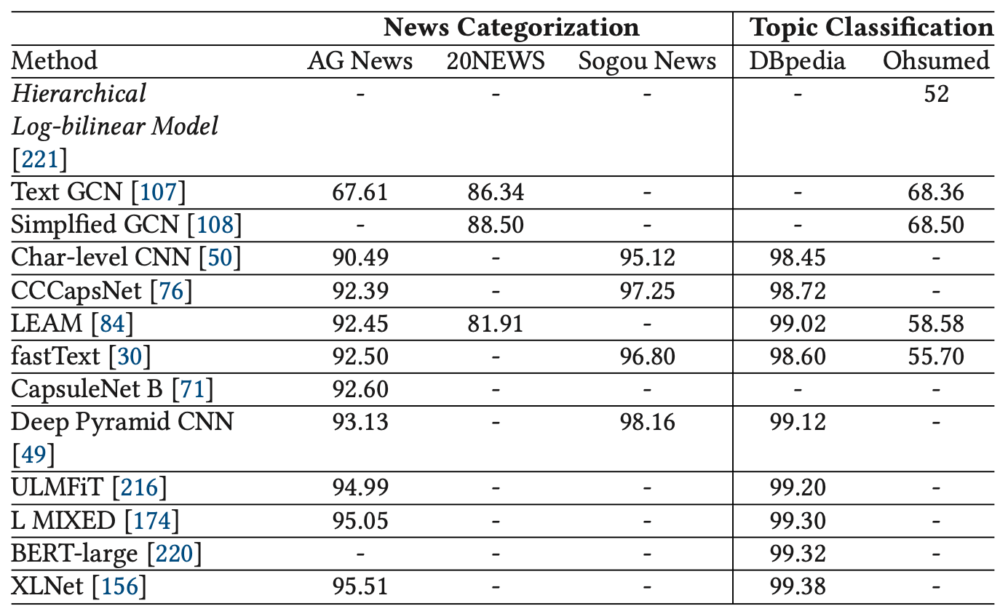 News Categorization Topic Classification
Method AG News 20NEWS Sogou News DBpedia Ohsumed
Hierarchical - - - - 52
Log-bilinear Model
[221]
Text GCN [107] 67.61 86.34 - - 68.36
Simplfied GCN [108] - 88.50 - - 68.50
Char-level CNN [50] 90.49 - 95.12 98.45 -
CCCapsNet [76] 92.39 - 97.25 98.72 -
LEAM [84] 92.45 81.91 - 99.02 58.58
fastText [30] 92.50 - 96.80 98.60 55.70
CapsuleNet B [71] 92.60 - - - -
Deep Pyramid CNN 93.13 - 98.16 99.12 -
[49]
ULMFiT [216] 94.99 - - 99.20 -
L MIXED [174] 95.05 - - 99.30 -
BERT-large [220] - - - 99.32 -
XLNet [156] 95.51 - - 99.38 -